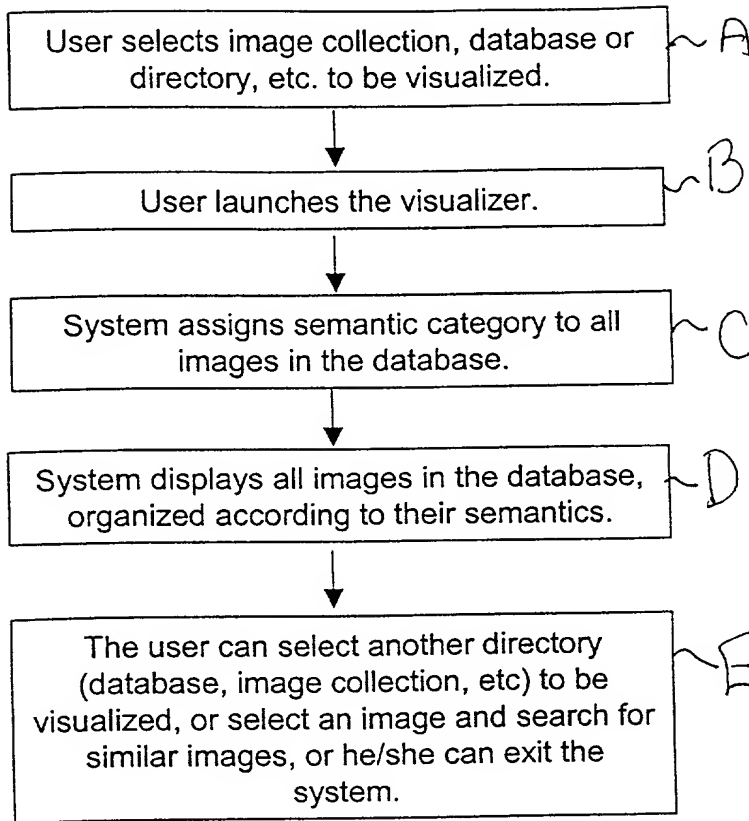 User selects image collection, database or
directory, etc. to be visualized.
A
User launches the visualizer.
B
System assigns semantic category to all
images in the database.
C
System displays all images in the database,
organized according to their semantics.
D
The user can select another directory
(database, image collection, etc) to be
visualized, or select an image and search for
similar images, or he/she can exit the
system.
E